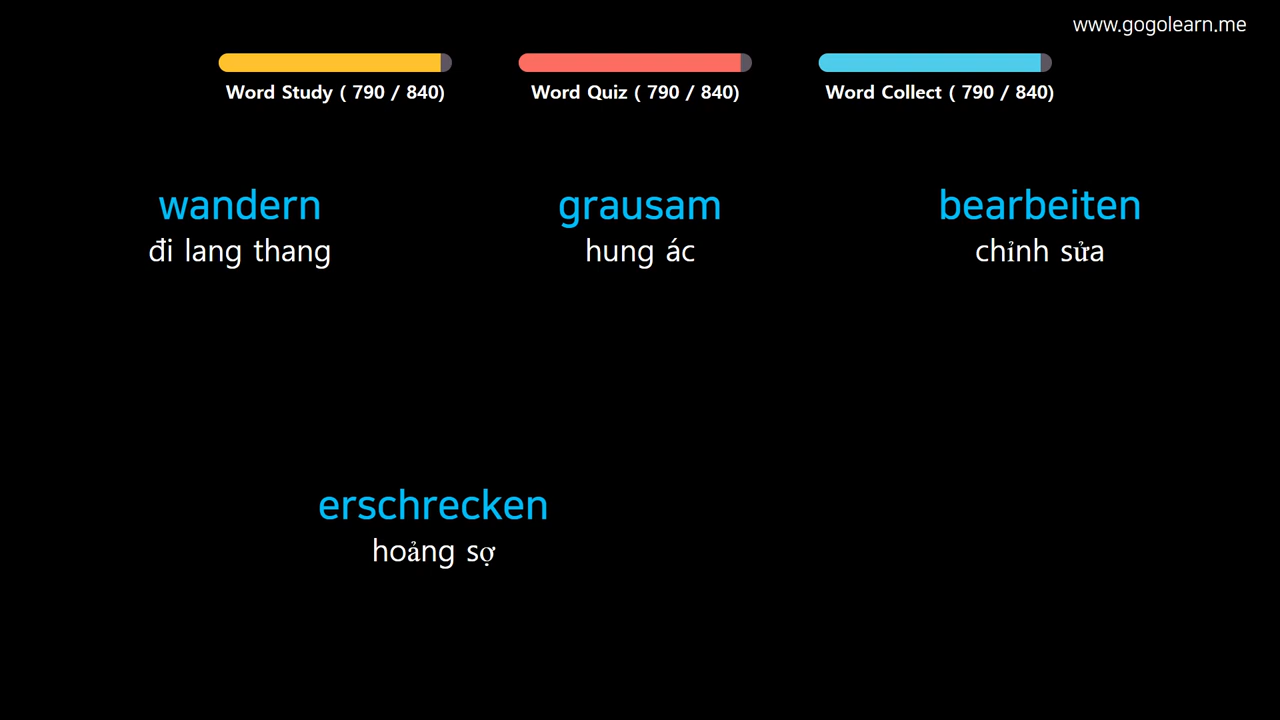 www.gogolearn.me
Word Study ( 790 / 840)
Word Quiz ( 790 / 840)
Word Collect ( 790 / 840)
wandern
đi lang thang
grausam
hung ác
bearbeiten
chỉnh sửa
erschrecken
hoảng sợ